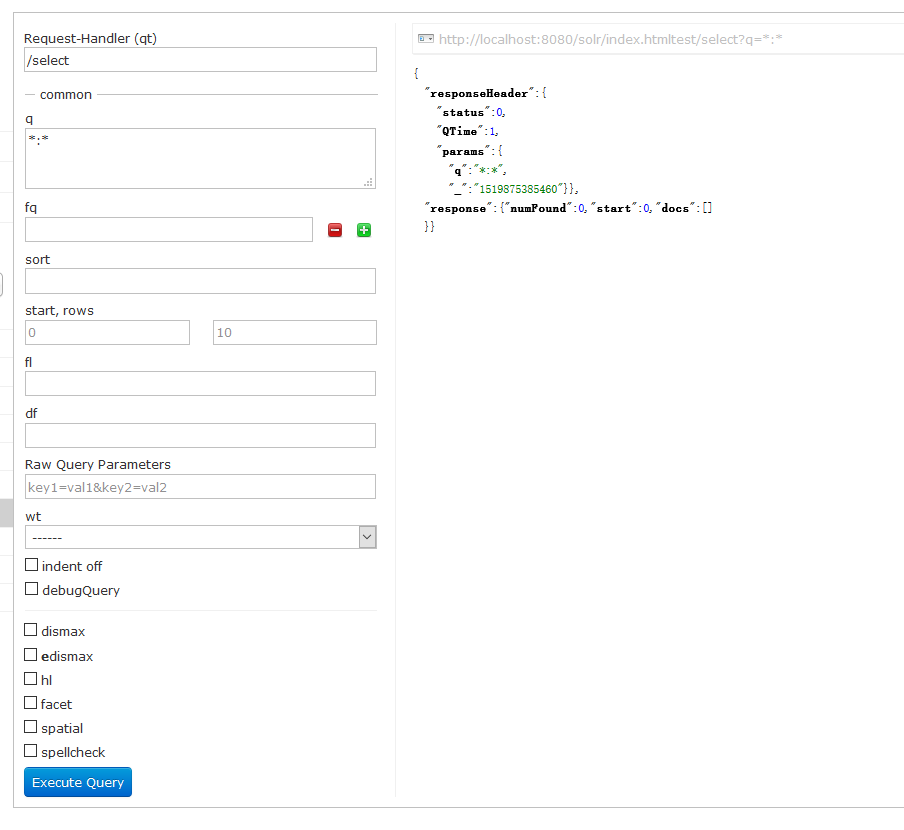 Request-Handler (qt)
/select
common
q
*:*
fq
sort
start, rows
0
10
fl
df
Raw Query Parameters
key1=val1&key2=val2
wt
------
indent off
debugQuery
dismax
edismax
hl
facet
spatial
spellcheck
Execute Query
http://localhost:8080/solr/index.htmltest/select?q=*:*
{
"responseHeader":{
"status":0,
"QTime":1,
"params":{
"q":"*:*",
"_":"1519875385460"}},
"response":{"numFound":0,"start":0,"docs":[]
}}